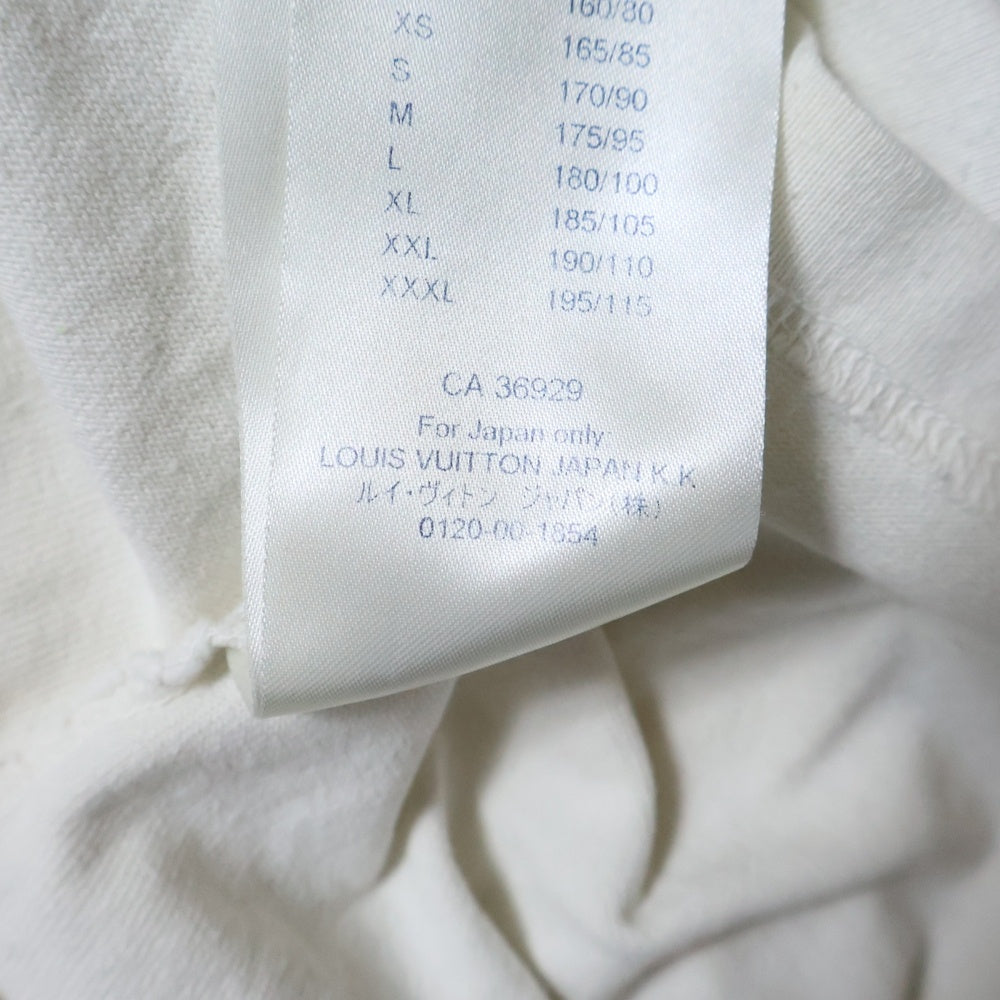 160/80
XS 165/85
S 170/90
M 175/95
L 180/100
XL 185/105
XXL 190/110
XXXL 195/115
CA 36929
For Japan only:
LOUIS VUITTON JAPAN K.K
ルイ・ヴィトン ジャパン(株)
0120-00-1854